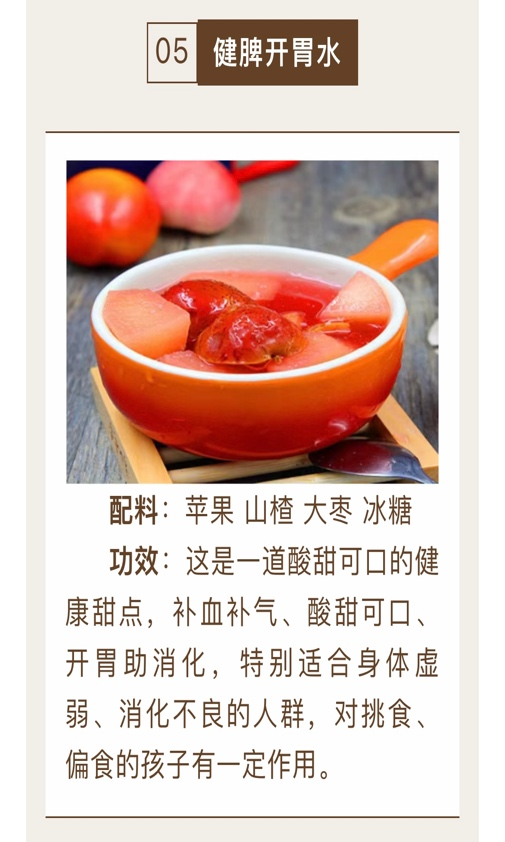 05 健脾开胃水
配料：苹果 山楂 大枣 冰糖
功效：这是一道酸甜可口的健
康甜点，补血补气、酸甜可口、
开胃助消化，特别适合身体虚
弱、消化不良的人群，对挑食、
偏食的孩子有一定作用。